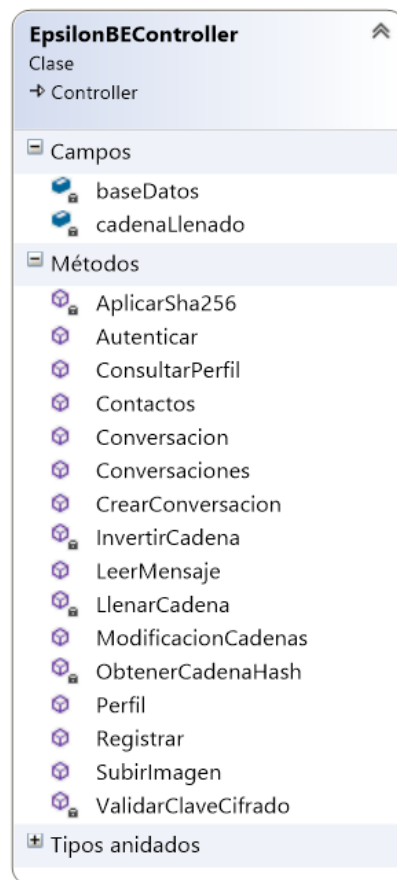 EpsilonBEController
Clase
Controller
Campos
baseDatos
cadenaLlenado
Métodos
AplicarSha256
Autenticar
ConsultarPerfil
Contactos
Conversacion
Conversaciones
CrearConversacion
InvertirCadena
LeerMensaje
LlenarCadena
ModificacionCadenas
ObtenerCadenaHash
Perfil
Registrar
SubirImagen
ValidarClaveCifrado
Tipos anidados